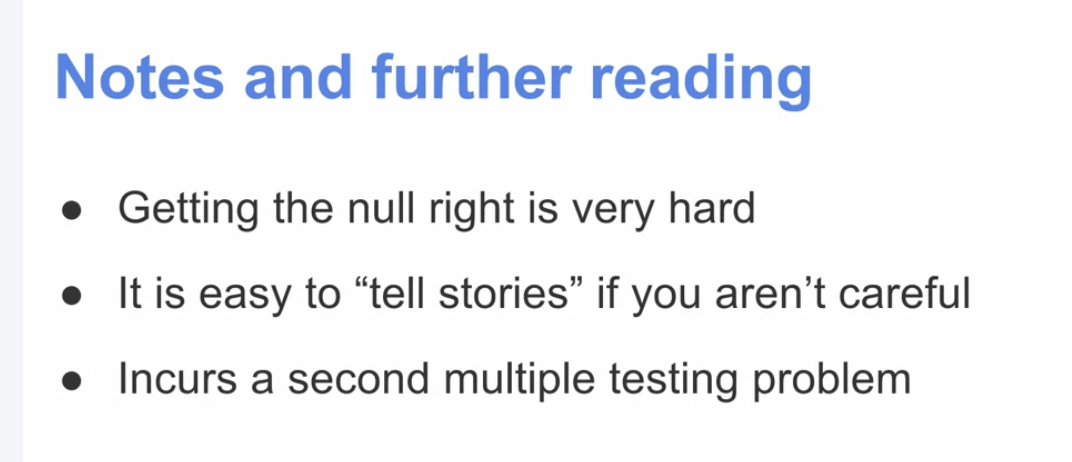 Notes and further reading
● Getting the null right is very hard
● It is easy to “tell stories” if you aren’t careful
● Incurs a second multiple testing problem